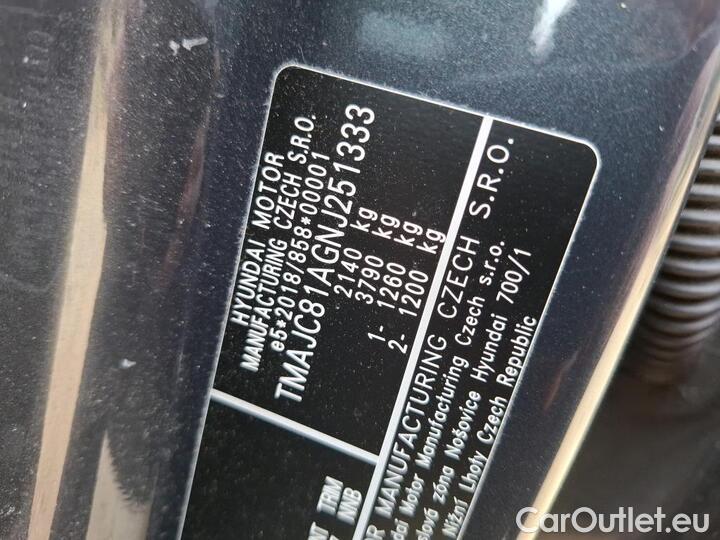 HYUNDAI MOTOR
MANUFACTURING CZECH S.R.O.
e5*2018/858*00001
TMAJC81AGNJ251333
2140 kg
3790 kg
1- 1260 kg
2- 1200 kg
TRIM
MANUFACTURING CZECH S.R.O.
Motor Manufacturing Czech s.r.o.
zóna Nošovice Hyundai 700/1
Nižní Lhoty Czech Republic
CarOutlet.eu